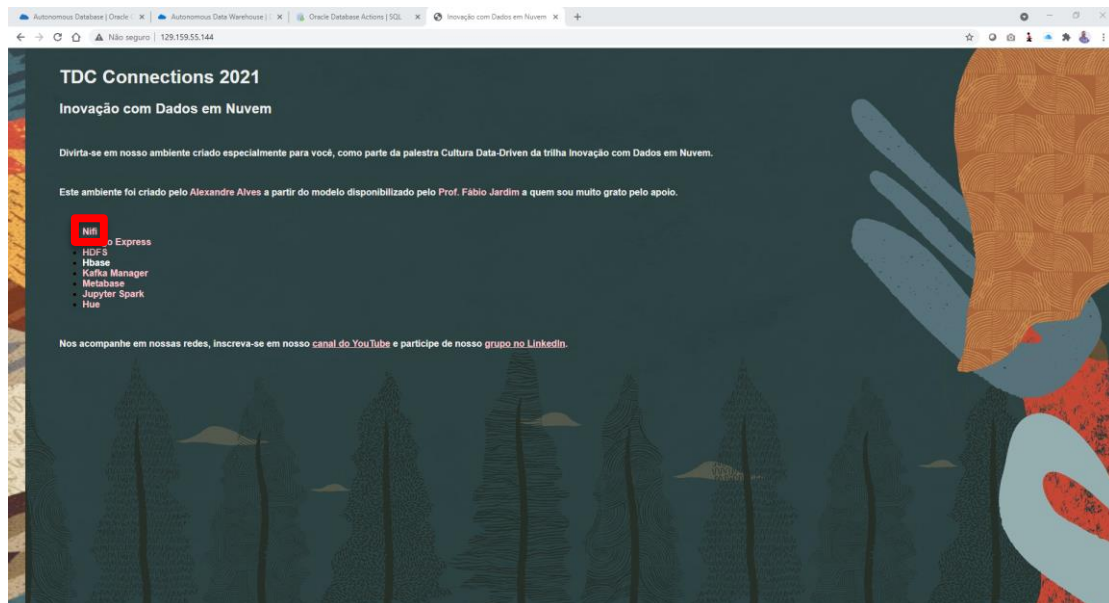 Autonomous Database | Oracle C
Autonomous Data Warehouse |
Oracle Database Actions | SQL
Inovação com Dados em Nuvem
Não seguro | 129.159.55.144
TDC Connections 2021
Inovação com Dados em Nuvem
Divirta-se em nosso ambiente criado especialmente para você, como parte da palestra Cultura Data-Driven da trilha Inovação com Dados em Nuvem.
Este ambiente foi criado pelo Alexandre Alves a partir do modelo disponibilizado pelo Prof. Fábio Jardim a quem sou muito grato pelo apoio.
Nifi
Express
HDFS
Hbase
Kafka Manager
Metabase
Jupyter Spark
Hue
Nos acompanhe em nossas redes, inscreva-se em nosso canal do YouTube e participe de nosso grupo no LinkedIn.